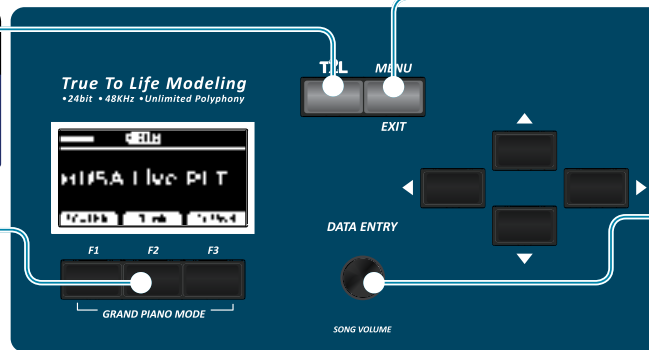 True To Life Modeling
•24bit •48KHz •Unlimited Polyphony
MENU
EXIT
F1 F2 F3
GRAND PIANO MODE
DATA ENTRY
SONG VOLUME